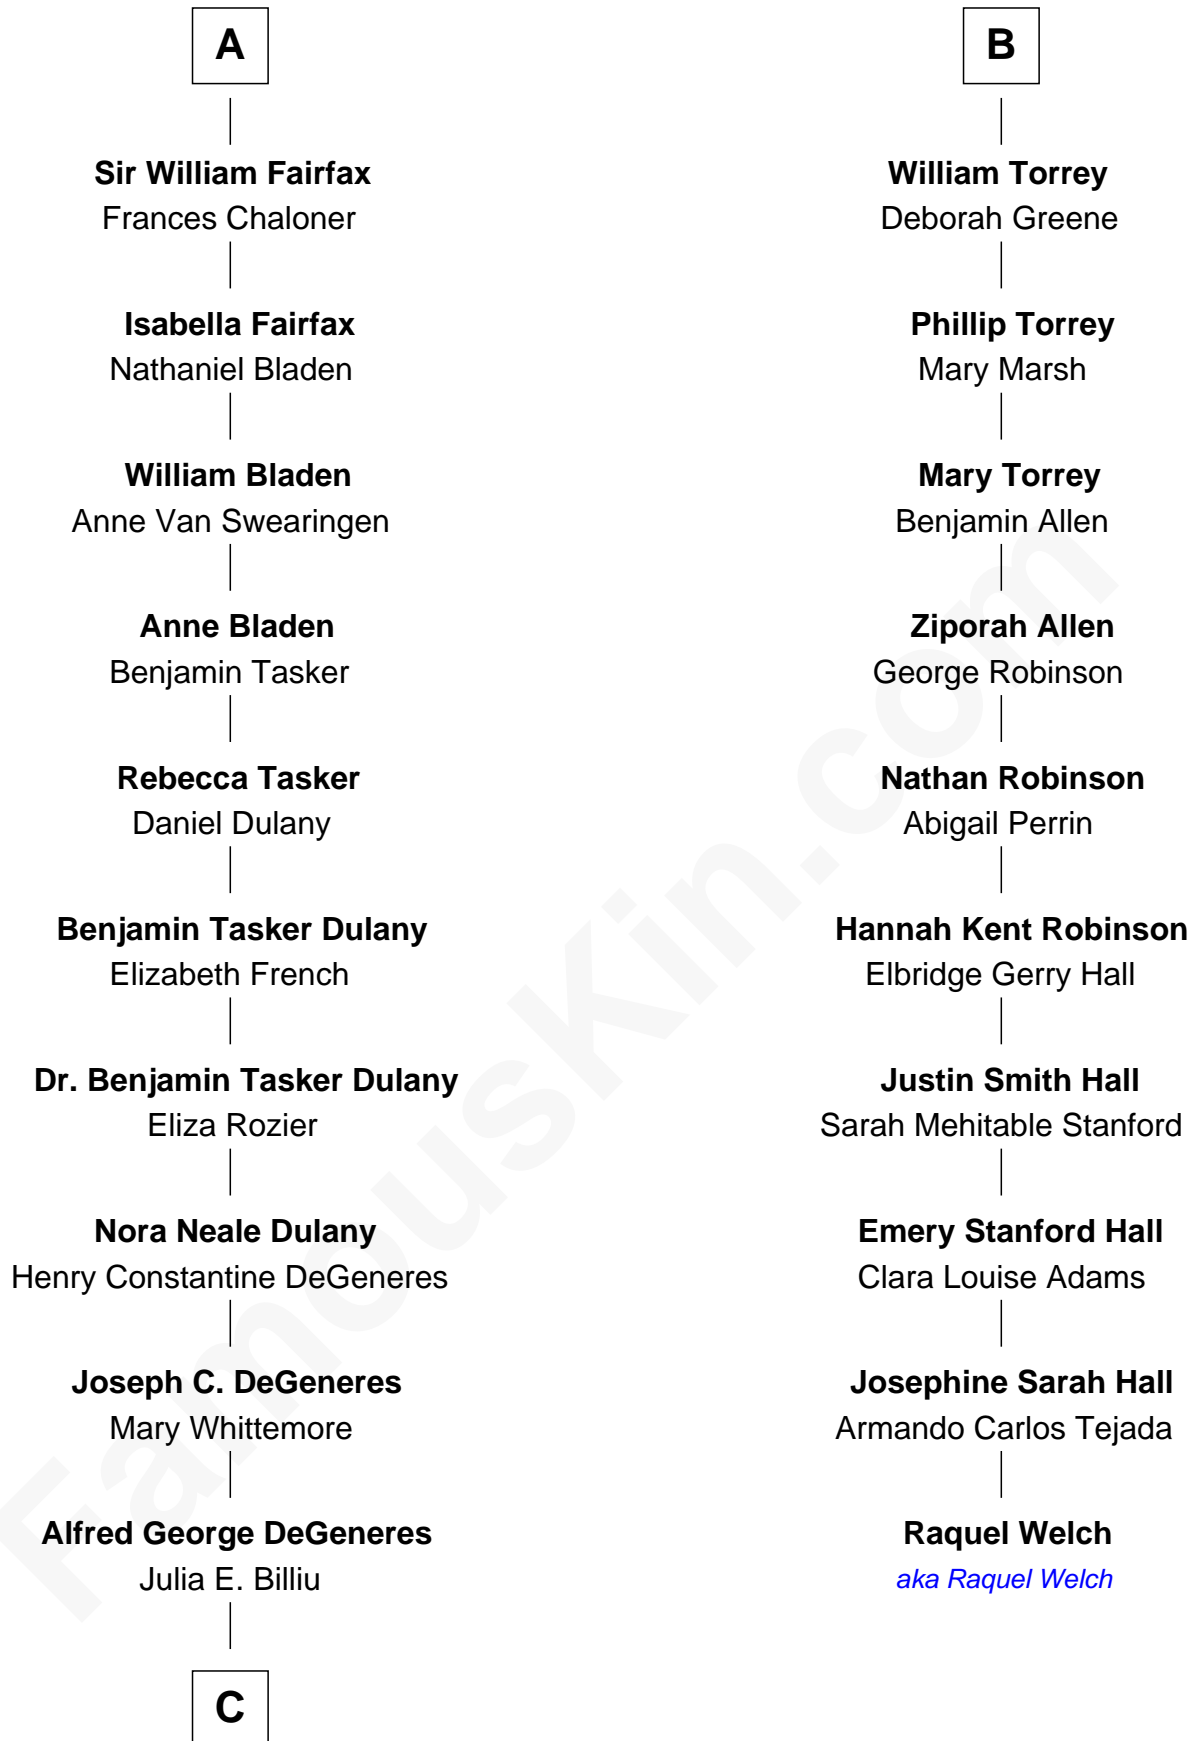 A
Sir William Fairfax
Frances Chaloner
Isabella Fairfax
Nathaniel Bladen
William Bladen
Anne Van Swearingen
Anne Bladen
Benjamin Tasker
Rebecca Tasker
Daniel Dulany
Benjamin Tasker Dulany
Elizabeth French
Dr. Benjamin Tasker Dulany
Eliza Rozier
Nora Neale Dulany
Henry Constantine DeGeneres
Joseph C. DeGeneres
Mary Whittemore
Alfred George DeGeneres
Julia E. Billiu
C
B
William Torrey
Deborah Greene
Phillip Torrey
Mary Marsh
Mary Torrey
Benjamin Allen
Ziporah Allen
George Robinson
Nathan Robinson
Abigail Perrin
Hannah Kent Robinson
Elbridge Gerry Hall
Justin Smith Hall
Sarah Mehitable Stanford
Emery Stanford Hall
Clara Louise Adams
Josephine Sarah Hall
Armando Carlos Tejada
Raquel Welch
aka Raquel Welch
FamousKin.com